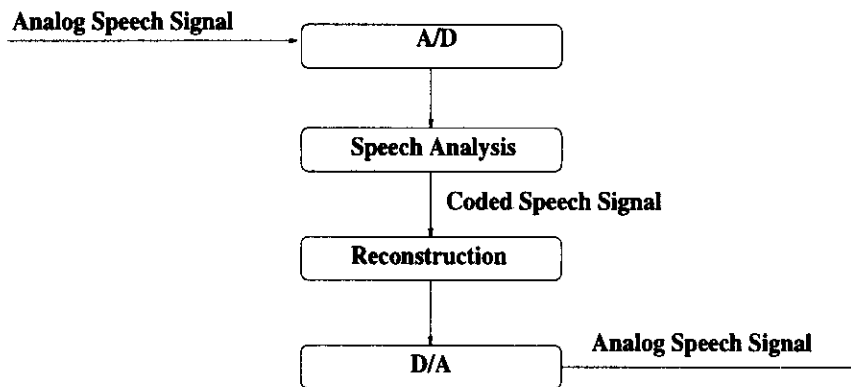 Analog Speech Signal
A/D
Speech Analysis
Coded Speech Signal
Reconstruction
Analog Speech Signal
D/A